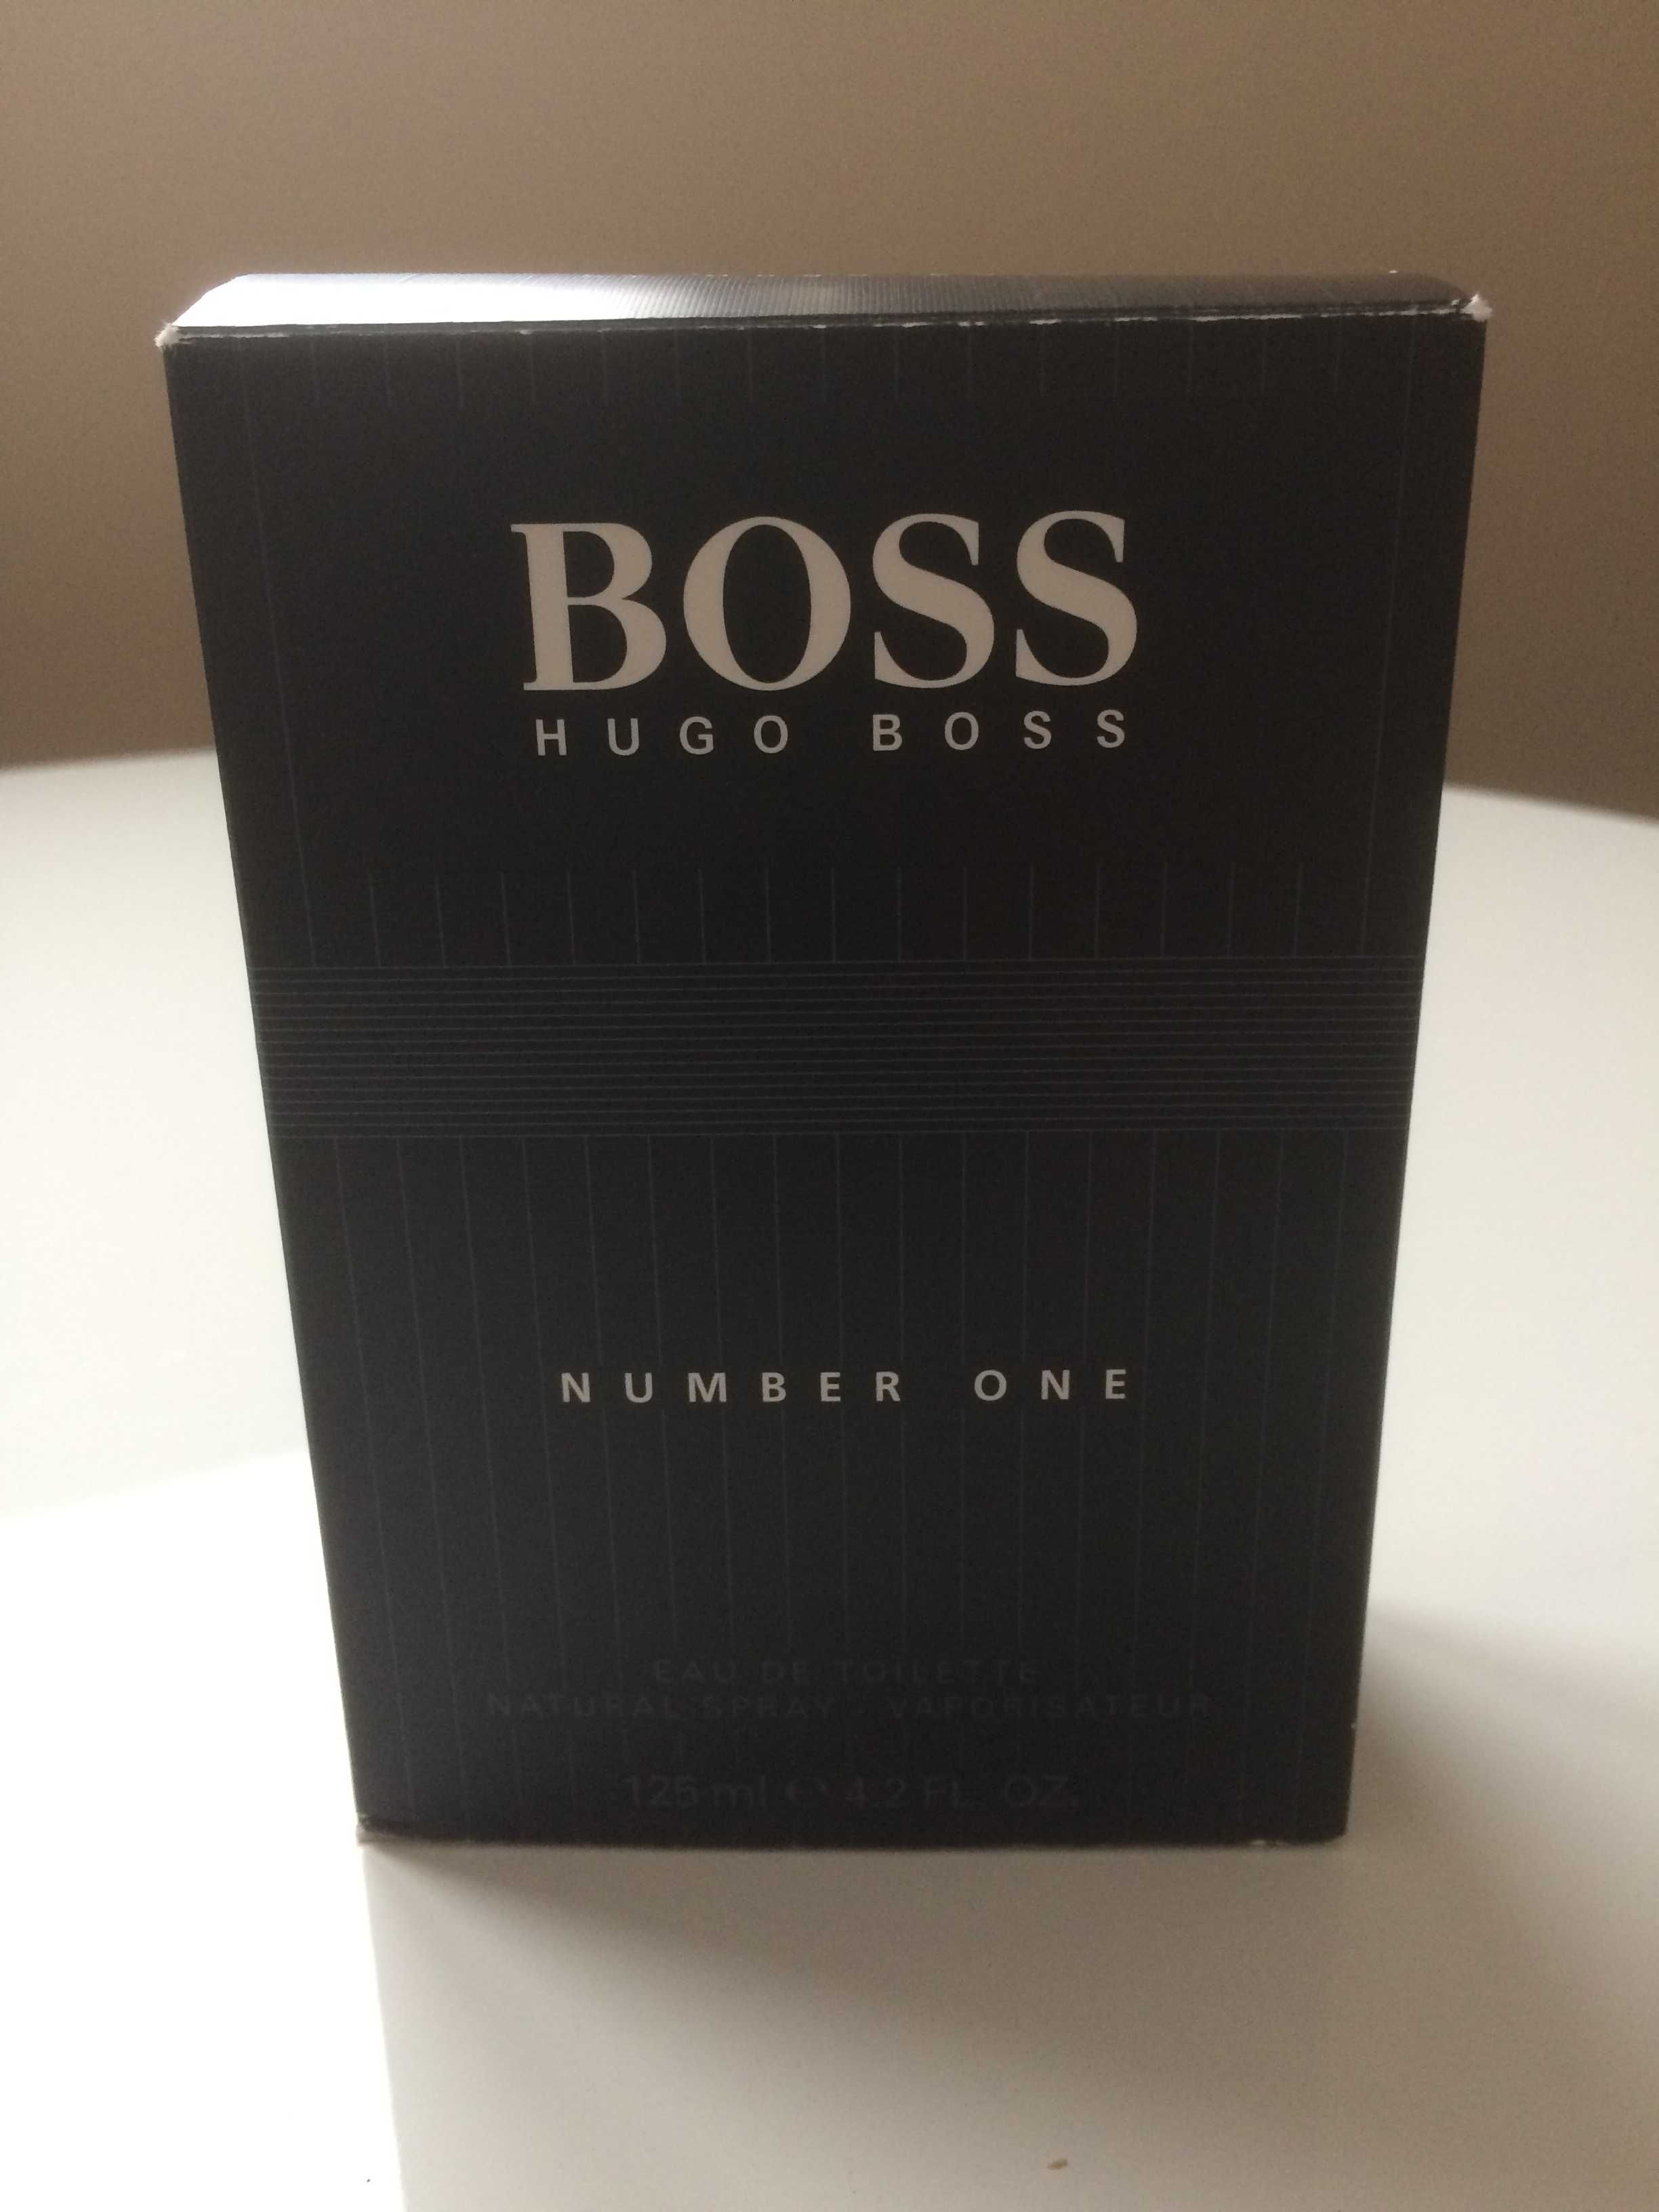 BOSS
HUGO BOSS
NUMBER ONE
EAU DE TOILETTE
NATURAL SPRAY - VAPORISATEUR
125 ml ℮ 4.2 FL. OZ.